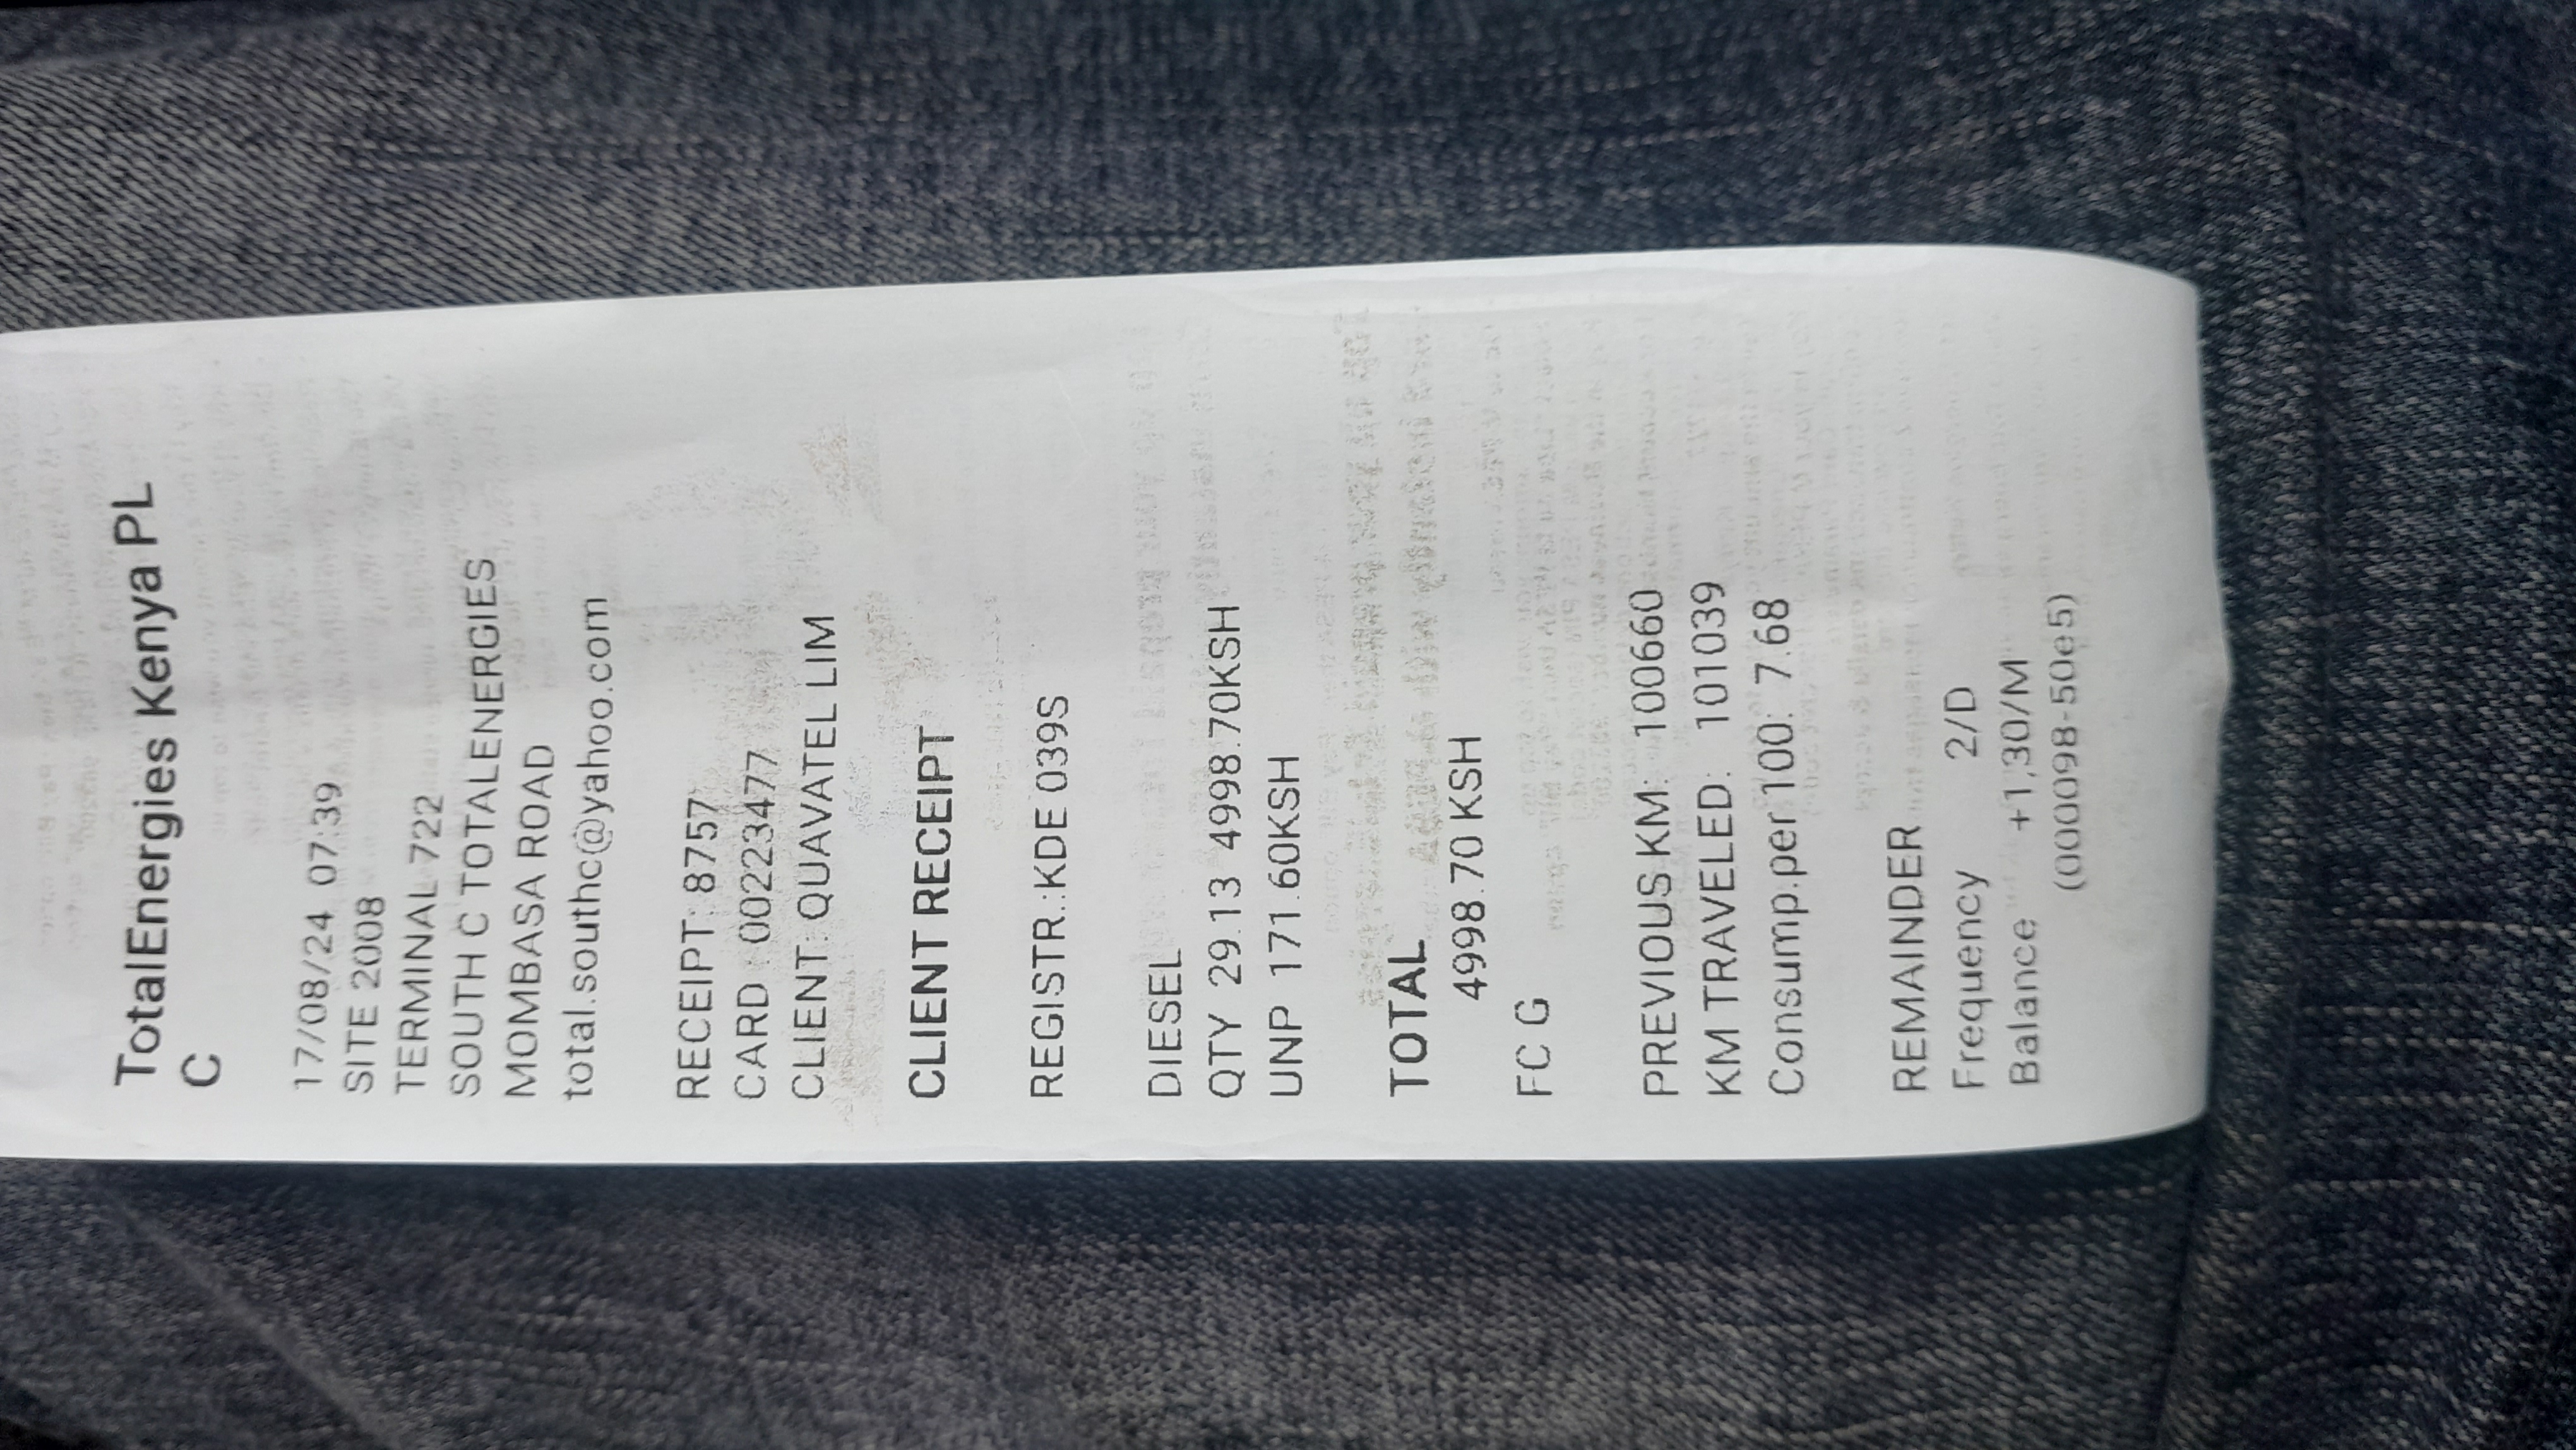 TotalEnergies Kenya PL
C
17/08/24 07:39
SITE 2008
TERMINAL 722
SOUTH C TOTALENERGIES
MOMBASA ROAD
total.southc@yahoo.com
RECEIPT: 8757
CARD : 00223477
CLIENT: QUAVATEL LIM
CLIENT RECEIPT
REGISTR.:KDE 039S
DIESEL
QTY 29.13 4998.70KSH
UNP 171.60KSH
TOTAL
4998.70 KSH
FC G
PREVIOUS KM: 100660
KM TRAVELED: 101039
Consump.per 100: 7.68
REMAINDER
Frequency 2/D
Balance +1,30/M
(000098-50e5)